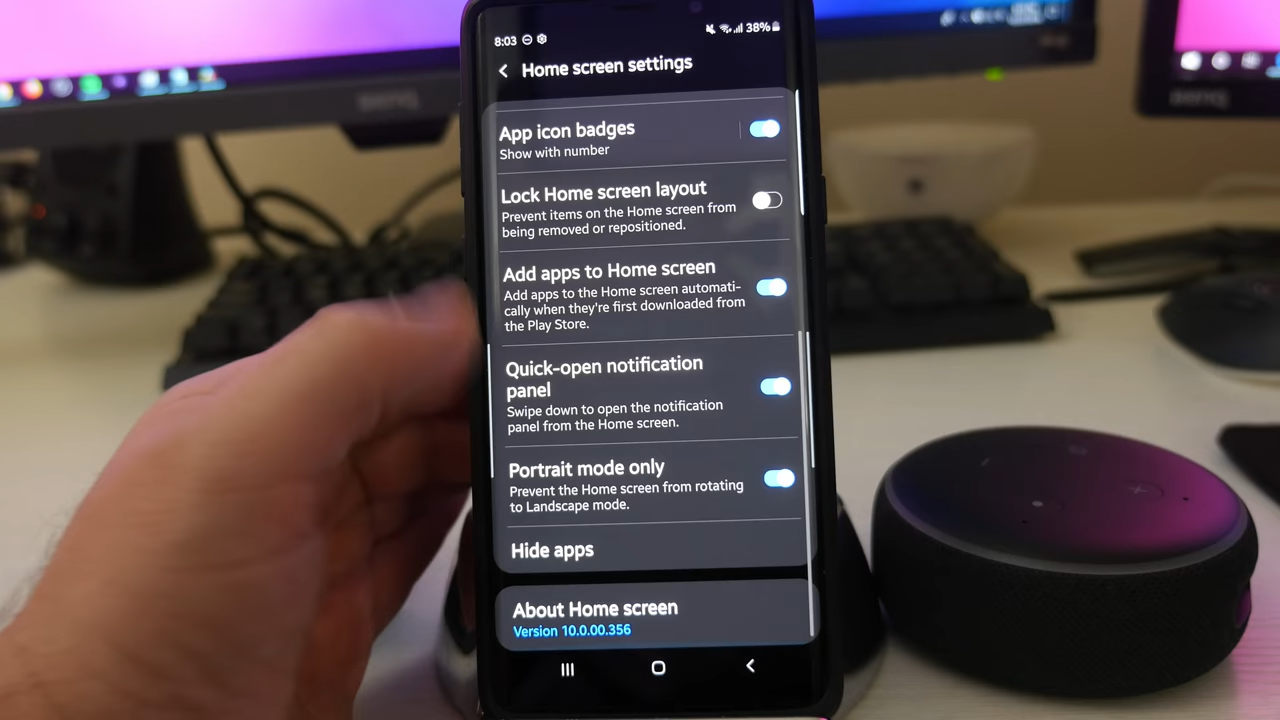 8:03
38%
Home screen settings
App icon badges
Show with number
Lock Home screen layout
Prevent items on the Home screen from
being removed or repositioned.
Add apps to Home screen
Add apps to the Home screen automati-
cally when they're first downloaded from
the Play Store.
Quick-open notification
panel
Swipe down to open the notification
panel from the Home screen.
Portrait mode only
Prevent the Home screen from rotating
to Landscape mode.
Hide apps
About Home screen
Version 10.0.00.356
BenQ
BenQ